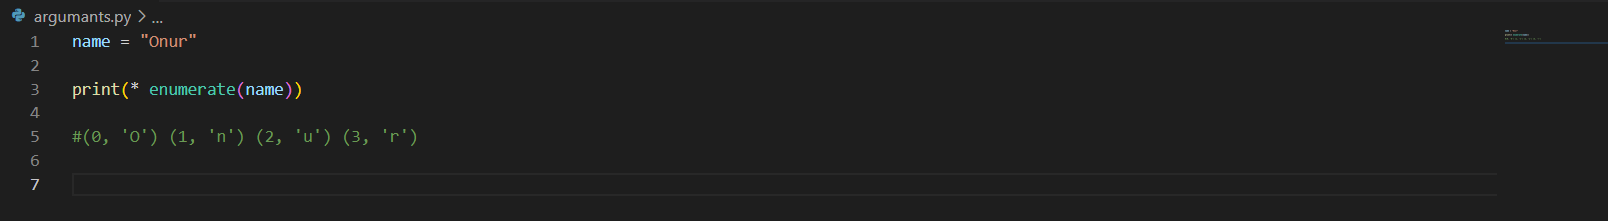 argumants.py > ...
1 name = "Onur"
2
3 print(* enumerate(name))
4
5 #(0, 'O') (1, 'n') (2, 'u') (3, 'r')
6
7